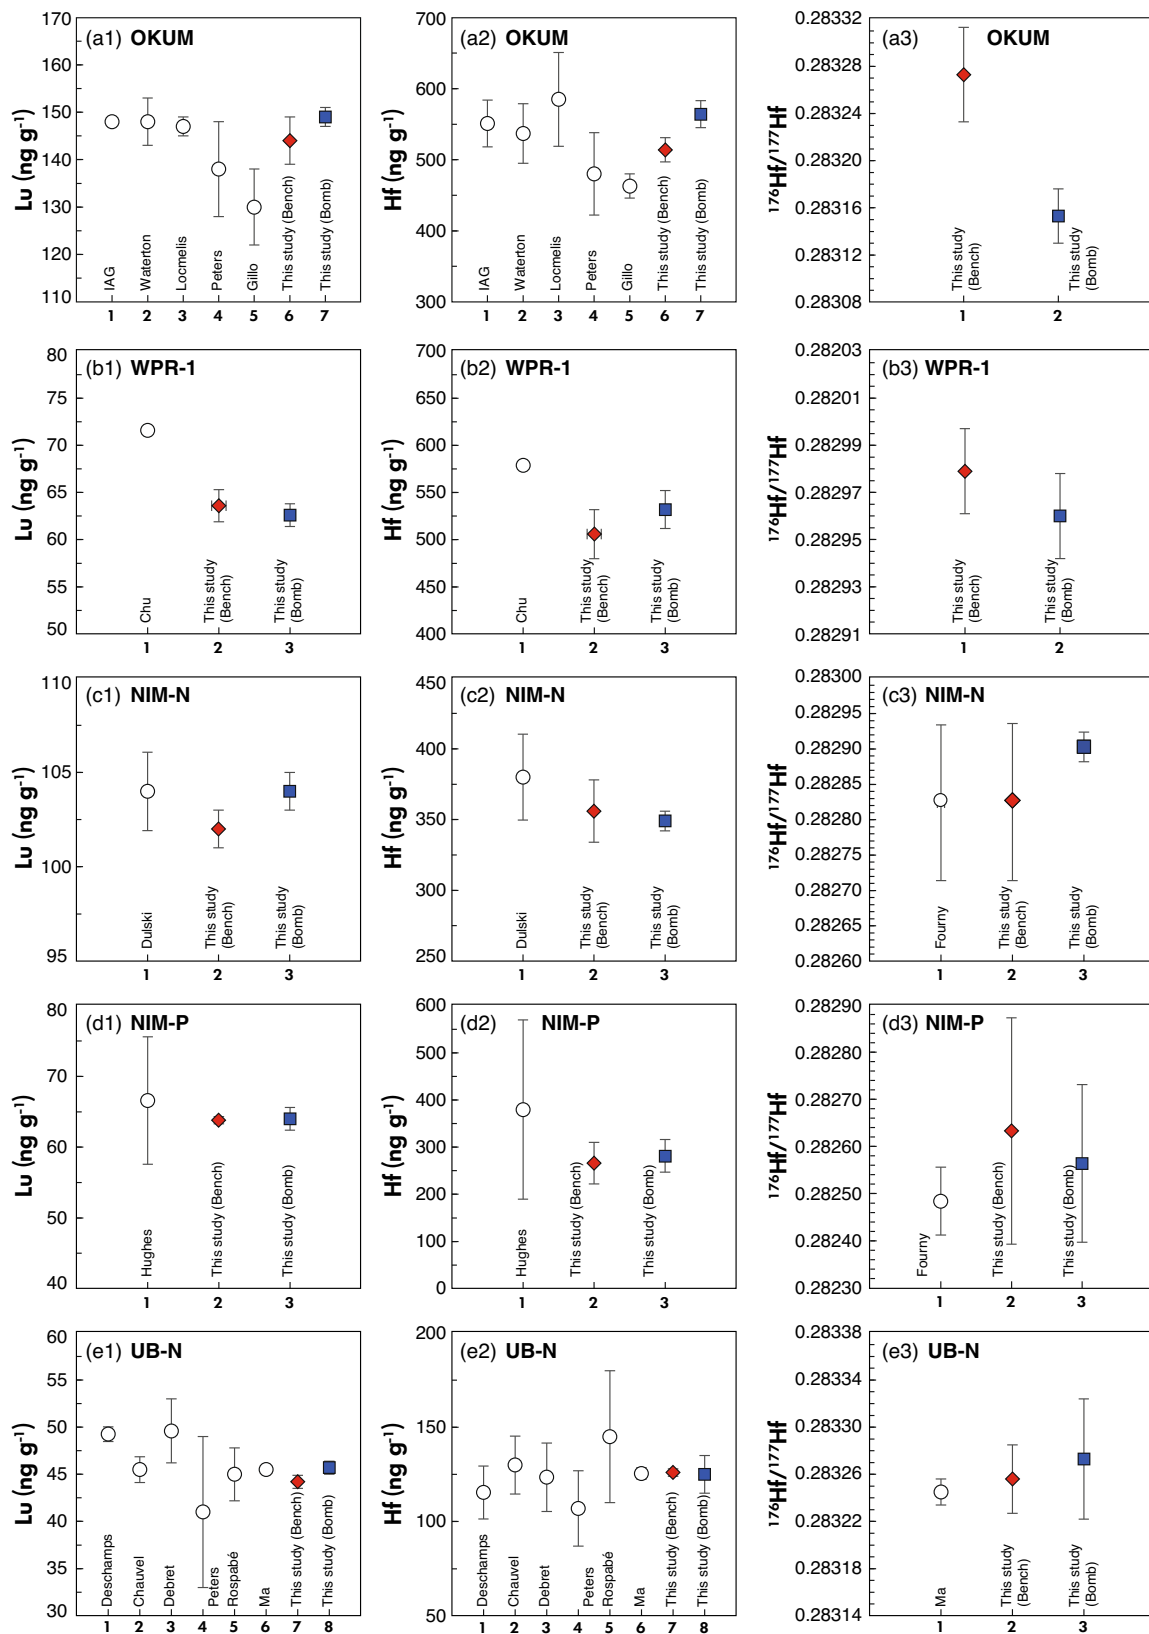 (a1) OKUM
Lu (ng g⁻¹)
170
160
150
140
130
120
110
IAG
Waterton
Locmelis
Peters
Gillo
This study (Bench)
This study (Bomb)
1 2 3 4 5 6 7
(a2) OKUM
Hf (ng g⁻¹)
700
600
500
400
300
IAG
Waterton
Locmelis
Peters
Gillo
This study (Bench)
This study (Bomb)
1 2 3 4 5 6 7
(a3) OKUM
¹⁷⁶Hf/¹⁷⁷Hf
0.28332
0.28328
0.28324
0.28320
0.28316
0.28312
0.28308
This study
(Bench)
This study
(Bomb)
1 2
(b1) WPR-1
Lu (ng g⁻¹)
80
75
70
65
60
55
50
Chu
This study
(Bench)
This study
(Bomb)
1 2 3
(b2) WPR-1
Hf (ng g⁻¹)
700
650
600
550
500
450
400
Chu
This study
(Bench)
This study
(Bomb)
1 2 3
(b3) WPR-1
¹⁷⁶Hf/¹⁷⁷Hf
0.28203
0.28201
0.28299
0.28297
0.28295
0.28293
0.28291
This study
(Bench)
This study
(Bomb)
1 2
(c1) NIM-N
Lu (ng g⁻¹)
110
105
100
95
Dulski
This study
(Bench)
This study
(Bomb)
1 2 3
(c2) NIM-N
Hf (ng g⁻¹)
450
400
350
300
250
Dulski
This study
(Bench)
This study
(Bomb)
1 2 3
(c3) NIM-N
¹⁷⁶Hf/¹⁷⁷Hf
0.28300
0.28295
0.28290
0.28285
0.28280
0.28275
0.28270
0.28265
0.28260
Fourny
This study
(Bench)
This study
(Bomb)
1 2 3
(d1) NIM-P
Lu (ng g⁻¹)
80
70
60
50
40
Hughes
This study (Bench)
This study (Bomb)
1 2 3
(d2) NIM-P
Hf (ng g⁻¹)
600
500
400
300
200
100
0
Hughes
This study (Bench)
This study (Bomb)
1 2 3
(d3) NIM-P
¹⁷⁶Hf/¹⁷⁷Hf
0.28290
0.28280
0.28270
0.28260
0.28250
0.28240
0.28230
Fourny
This study (Bench)
This study (Bomb)
1 2 3
(e1) UB-N
Lu (ng g⁻¹)
60
55
50
45
40
35
30
Deschamps
Chauvel
Debret
Peters
Rospabé
Ma
This study (Bench)
This study (Bomb)
1 2 3 4 5 6 7 8
(e2) UB-N
Hf (ng g⁻¹)
200
150
100
50
Deschamps
Chauvel
Debret
Peters
Rospabé
Ma
This study (Bench)
This study (Bomb)
1 2 3 4 5 6 7 8
(e3) UB-N
¹⁷⁶Hf/¹⁷⁷Hf
0.28338
0.28334
0.28330
0.28326
0.28322
0.28318
0.28314
Ma
This study
(Bench)
This study
(Bomb)
1 2 3